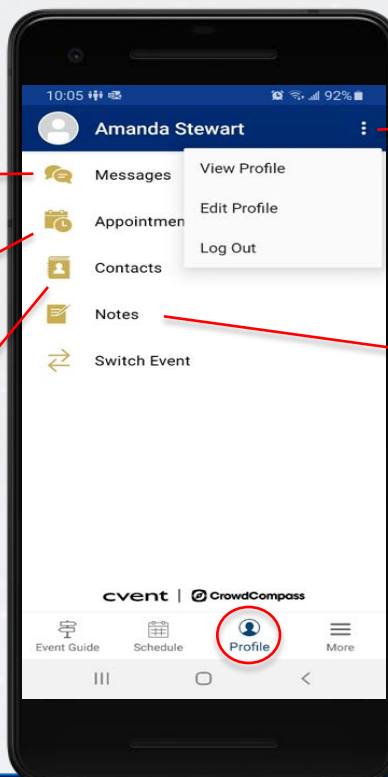 10:05 92%
Amanda Stewart
Messages
View Profile
Appointmen
Edit Profile
Log Out
Contacts
Notes
Switch Event
cvent | CrowdCompass
Event Guide Schedule Profile More